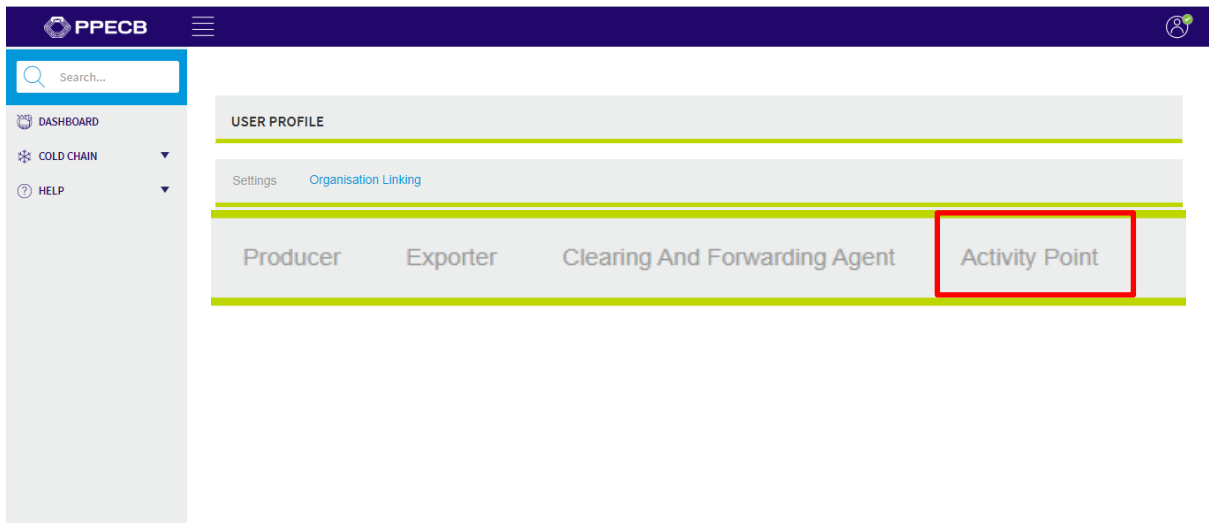 PPECB
Search...
DASHBOARD
COLD CHAIN
HELP
USER PROFILE
Settings Organisation Linking
Producer Exporter Clearing And Forwarding Agent Activity Point